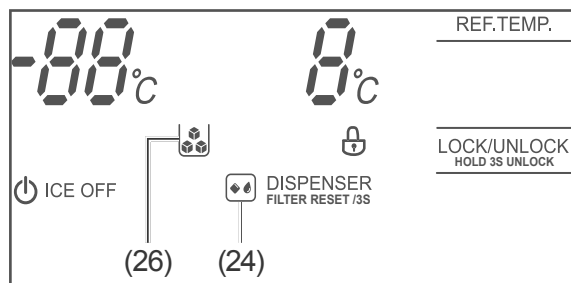 -88°C
8°C
REF.TEMP.
LOCK/UNLOCK
HOLD 3S UNLOCK
ICE OFF
DISPENSER
FILTER RESET /3S
(26)
(24)